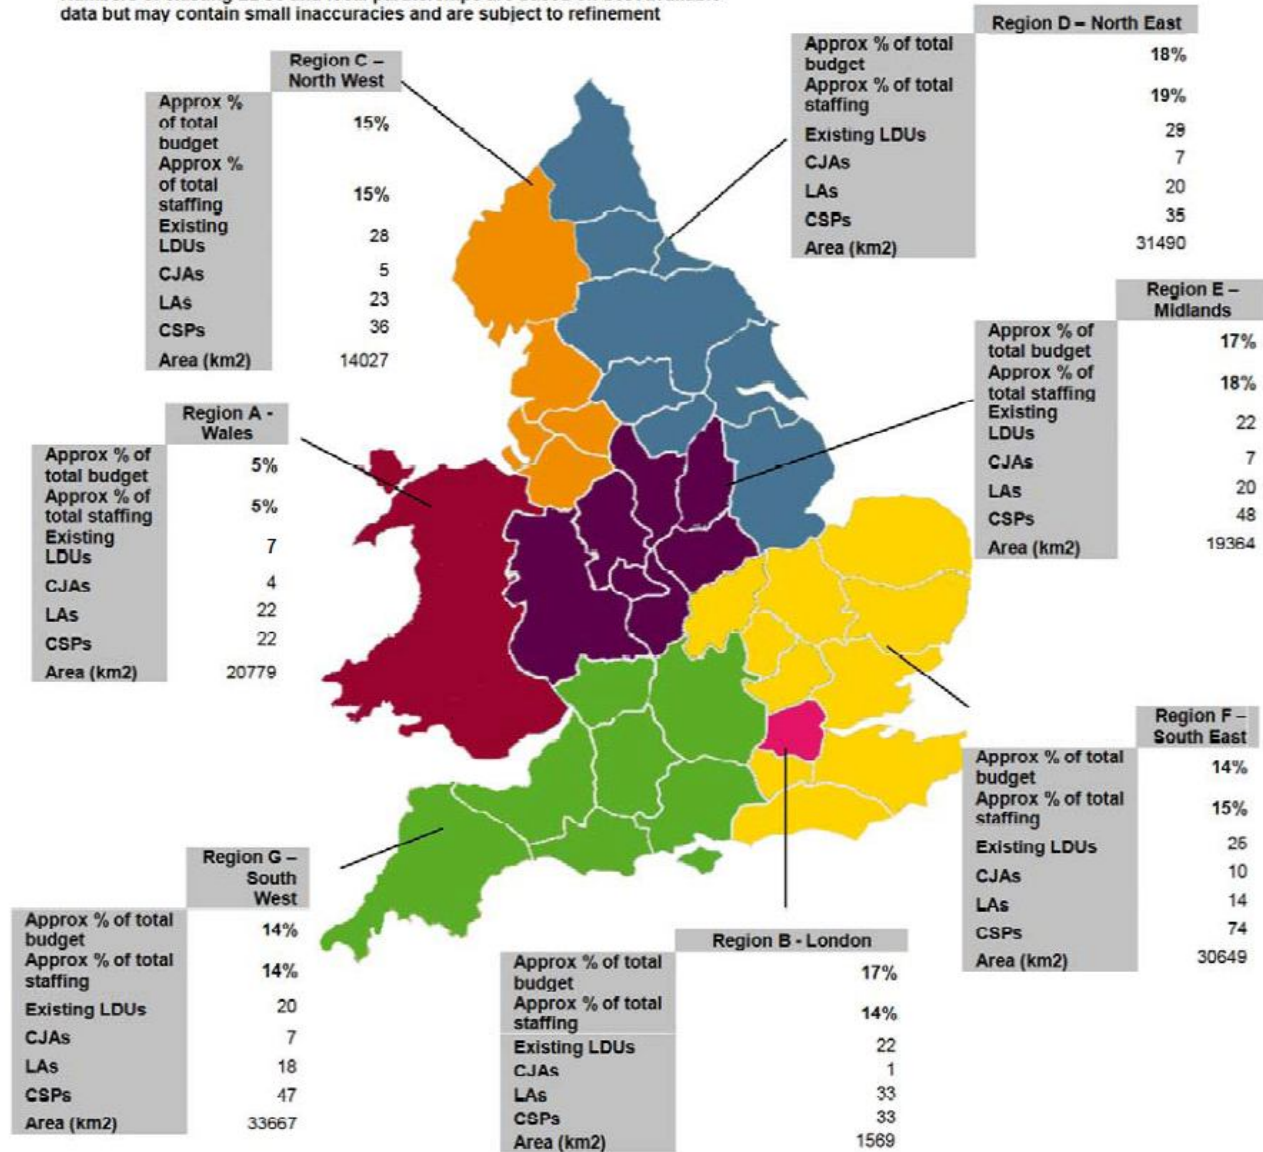 data but may contain small inaccuracies and are subject to refinement
Region C –
North West
Approx %
of total
budget
15%
Approx %
of total
staffing
15%
Existing
LDUs
28
CJAs
5
LAs
23
CSPs
36
Area (km2)
14027
Region D – North East
Approx % of total
budget
18%
Approx % of total
staffing
19%
Existing LDUs
29
CJAs
7
LAs
20
CSPs
35
Area (km2)
31490
Region E –
Midlands
Approx % of
total budget
17%
Approx % of
total staffing
18%
Existing
LDUs
22
CJAs
7
LAs
20
CSPs
48
Area (km2)
19364
Region A -
Wales
Approx % of
total budget
5%
Approx % of
total staffing
5%
Existing
LDUs
7
CJAs
4
LAs
22
CSPs
22
Area (km2)
20779
Region F –
South East
Approx % of total
budget
14%
Approx % of total
staffing
15%
Existing LDUs
26
CJAs
10
LAs
14
CSPs
74
Area (km2)
30649
Region G –
South
West
Approx % of total
budget
14%
Approx % of total
staffing
14%
Existing LDUs
20
CJAs
7
LAs
18
CSPs
47
Area (km2)
33667
Region B - London
Approx % of total
budget
17%
Approx % of total
staffing
14%
Existing LDUs
22
CJAs
1
LAs
33
CSPs
33
Area (km2)
1569